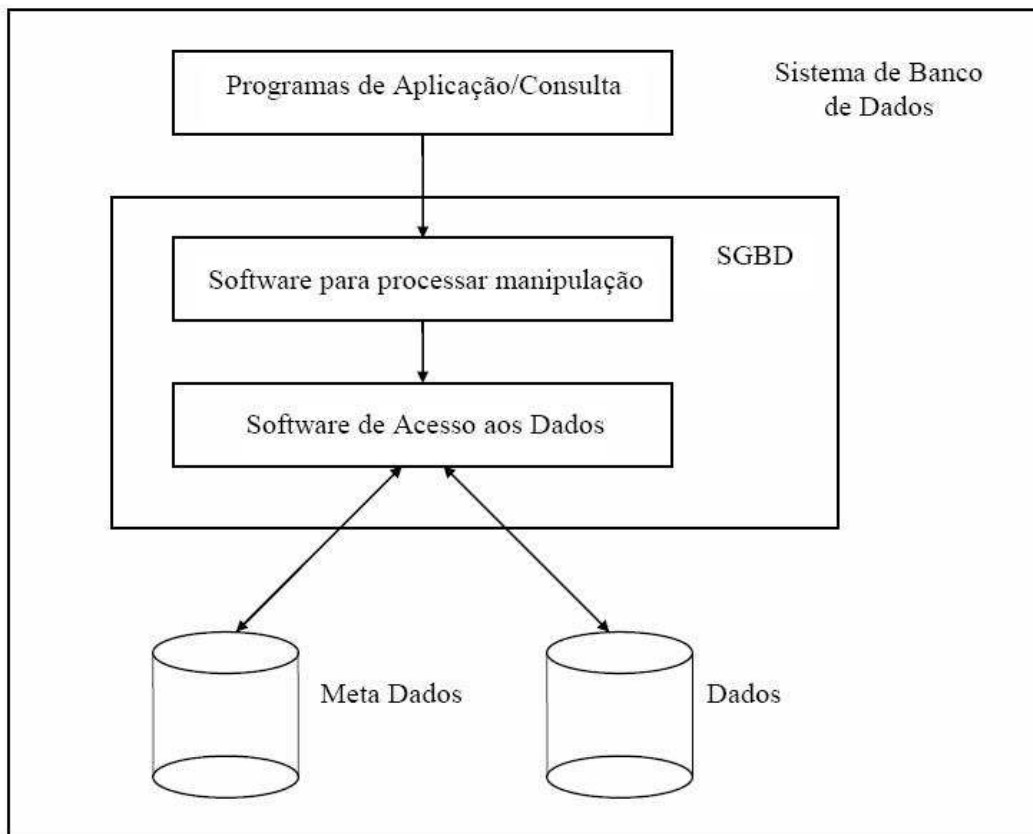 Programas de Aplicação/Consulta
Sistema de Banco
de Dados
SGBD
Software para processar manipulação
Software de Acesso aos Dados
Meta Dados
Dados